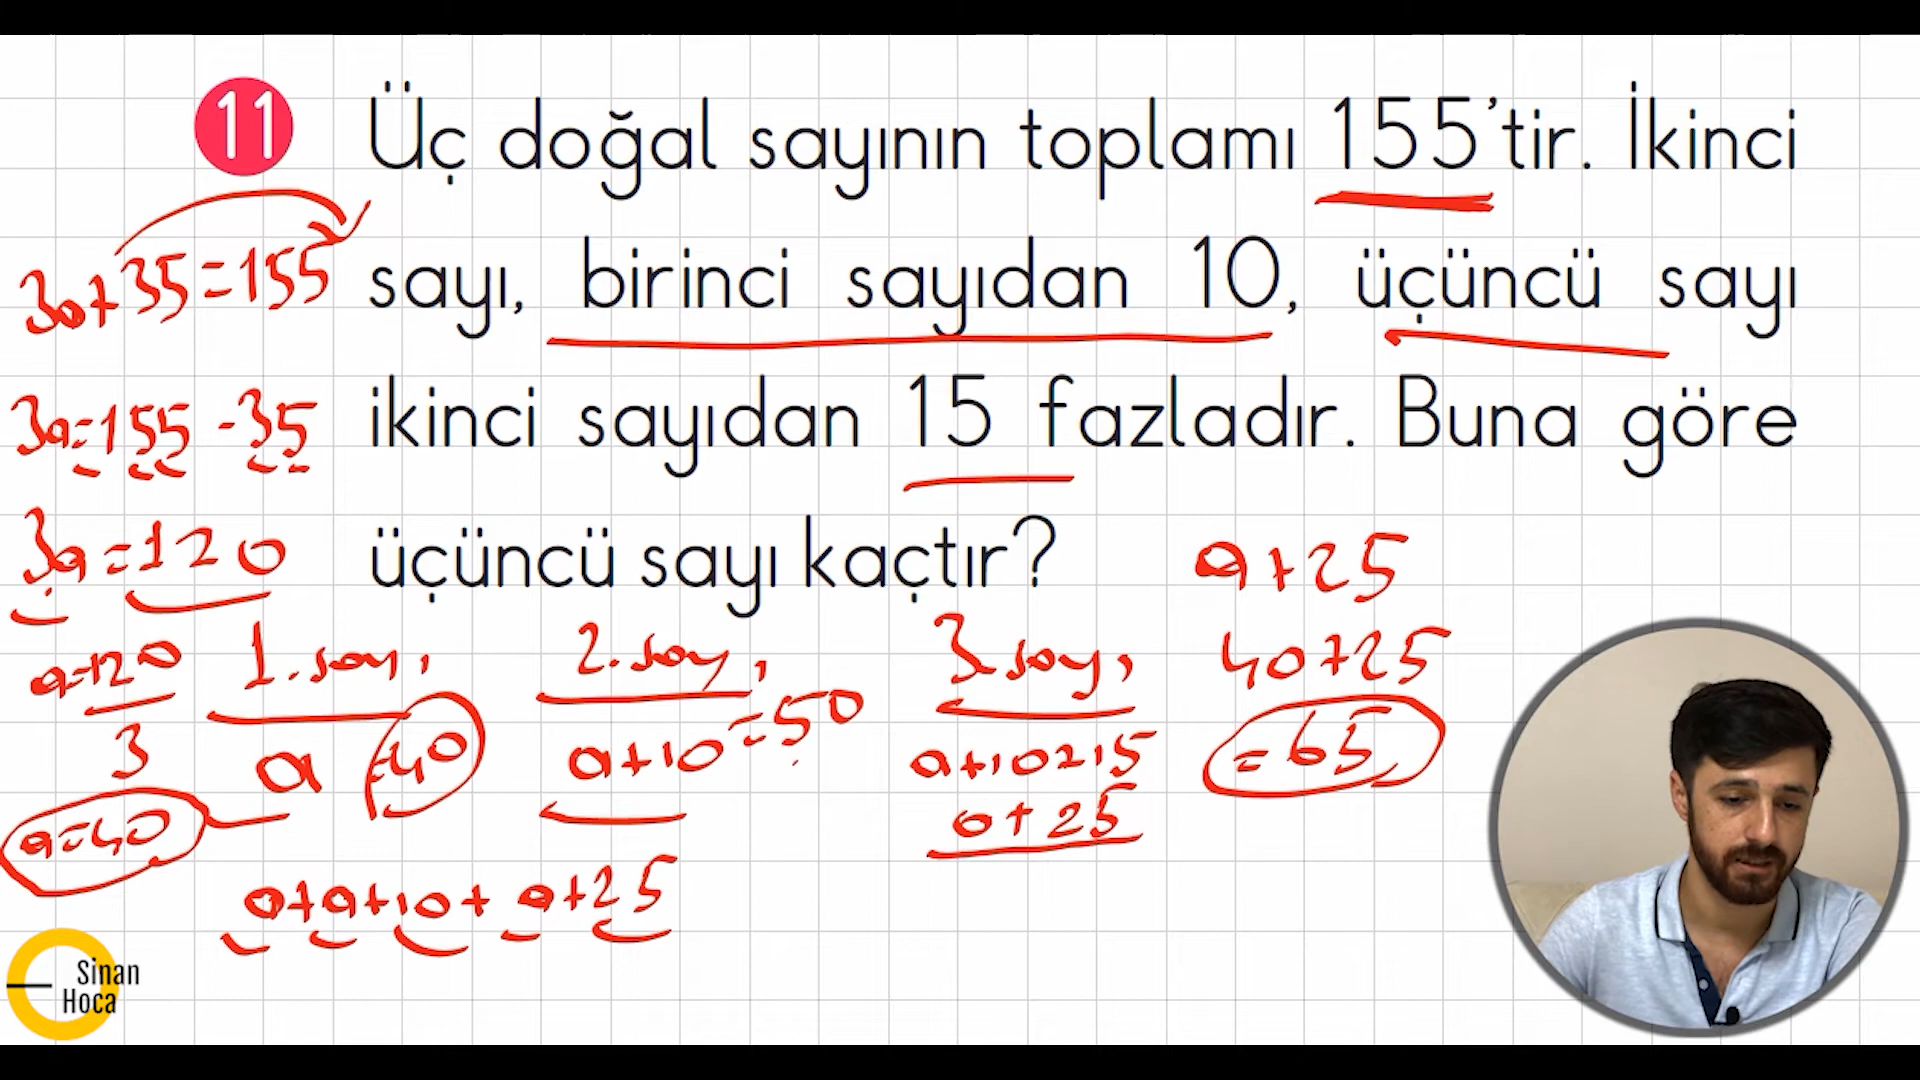 11 Üç doğal sayının toplamı 155'tir. İkinci
sayı, birinci sayıdan 10, üçüncü sayı
ikinci sayıdan 15 fazladır. Buna göre
üçüncü sayı kaçtır?
3a+35=155
3a=155-35
3a=120
a=120
3
a=40
1. sayı
a =40
2. sayı
a+10=50
3. sayı
a+10+15
a+25
a+25
40+25
=65
a+a+10+a+25
Sinan
Hoca